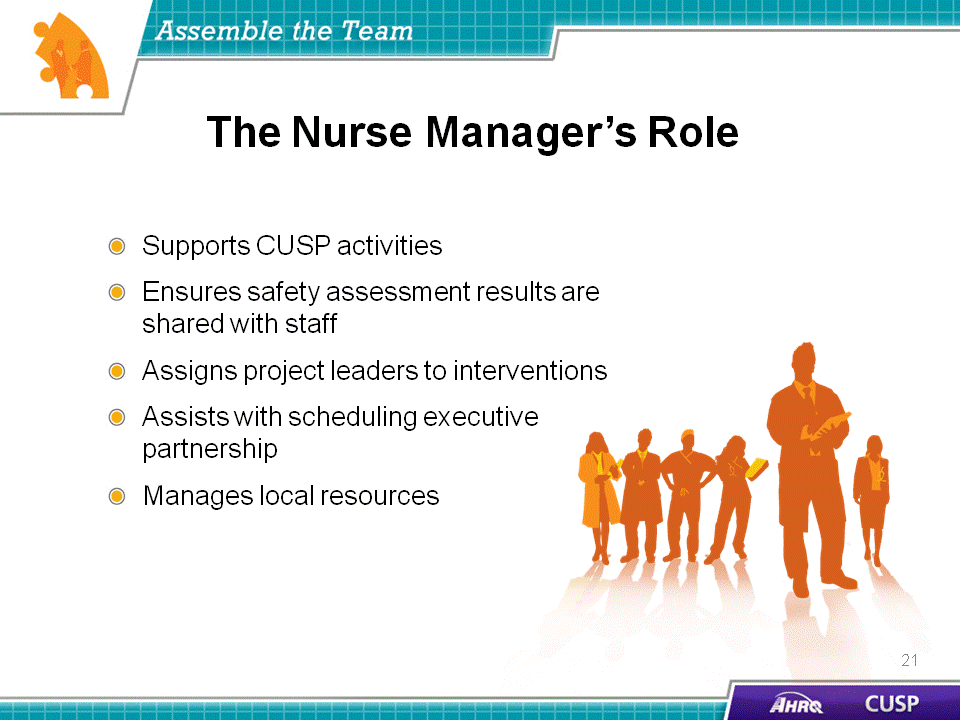 Assemble the Team
The Nurse Manager’s Role
Supports CUSP activities
Ensures safety assessment results are
shared with staff
Assigns project leaders to interventions
Assists with scheduling executive
partnership
Manages local resources
21
AHRQ CUSP